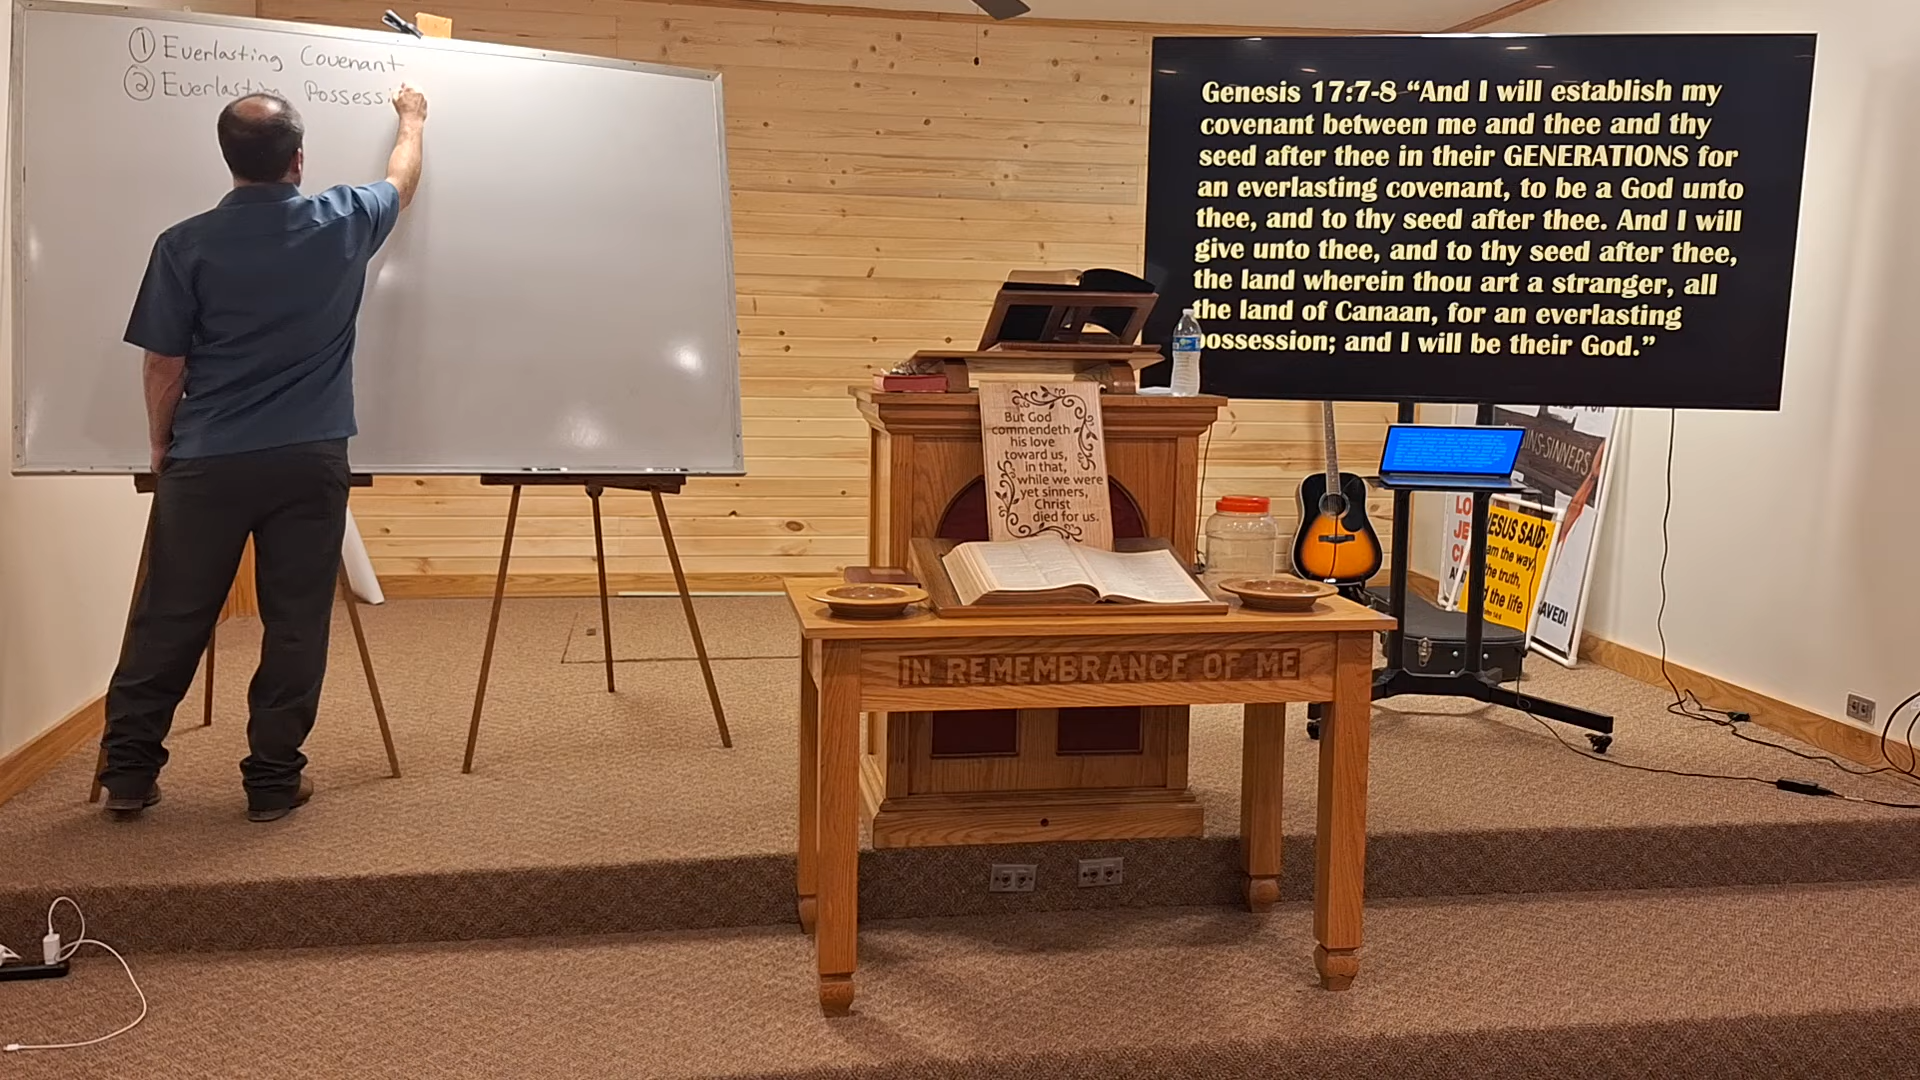 ① Everlasting Covenant
② Everlasting Possessi
Genesis 17:7-8 “And I will establish my
covenant between me and thee and thy
seed after thee in their GENERATIONS for
an everlasting covenant, to be a God unto
thee, and to thy seed after thee. And I will
give unto thee, and to thy seed after thee,
the land wherein thou art a stranger, all
the land of Canaan, for an everlasting
possession; and I will be their God.”
But God
commendeth
his love
toward us,
in that,
while we were
yet sinners,
Christ
died for us.
IN REMEMBRANCE OF ME
LO
JE
JESUS SAID:
am the way,
the truth,
d the life
SINNERS
AVED!